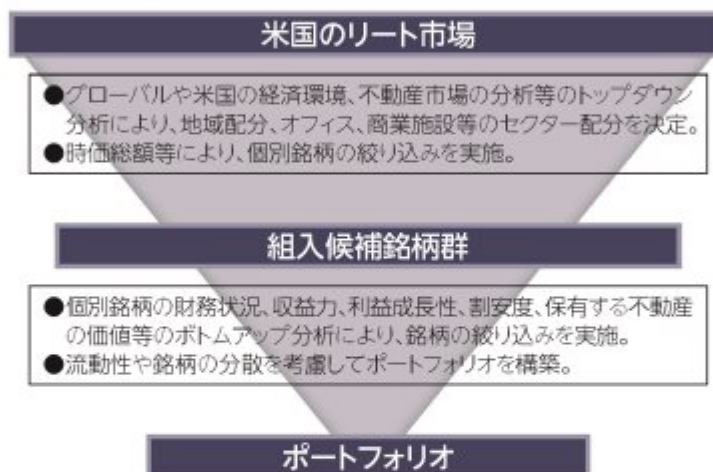 米国のリート市場
●グローバルや米国の経済環境、不動産市場の分析等のトップダウン
分析により、地域配分、オフィス、商業施設等のセクター配分を決定。
●時価総額等により、個別銘柄の絞り込みを実施。
組入候補銘柄群
●個別銘柄の財務状況、収益力、利益成長性、割安度、保有する不動産
の価値等のボトムアップ分析により、銘柄の絞り込みを実施。
●流動性や銘柄の分散を考慮してポートフォリオを構築。
ポートフォリオ